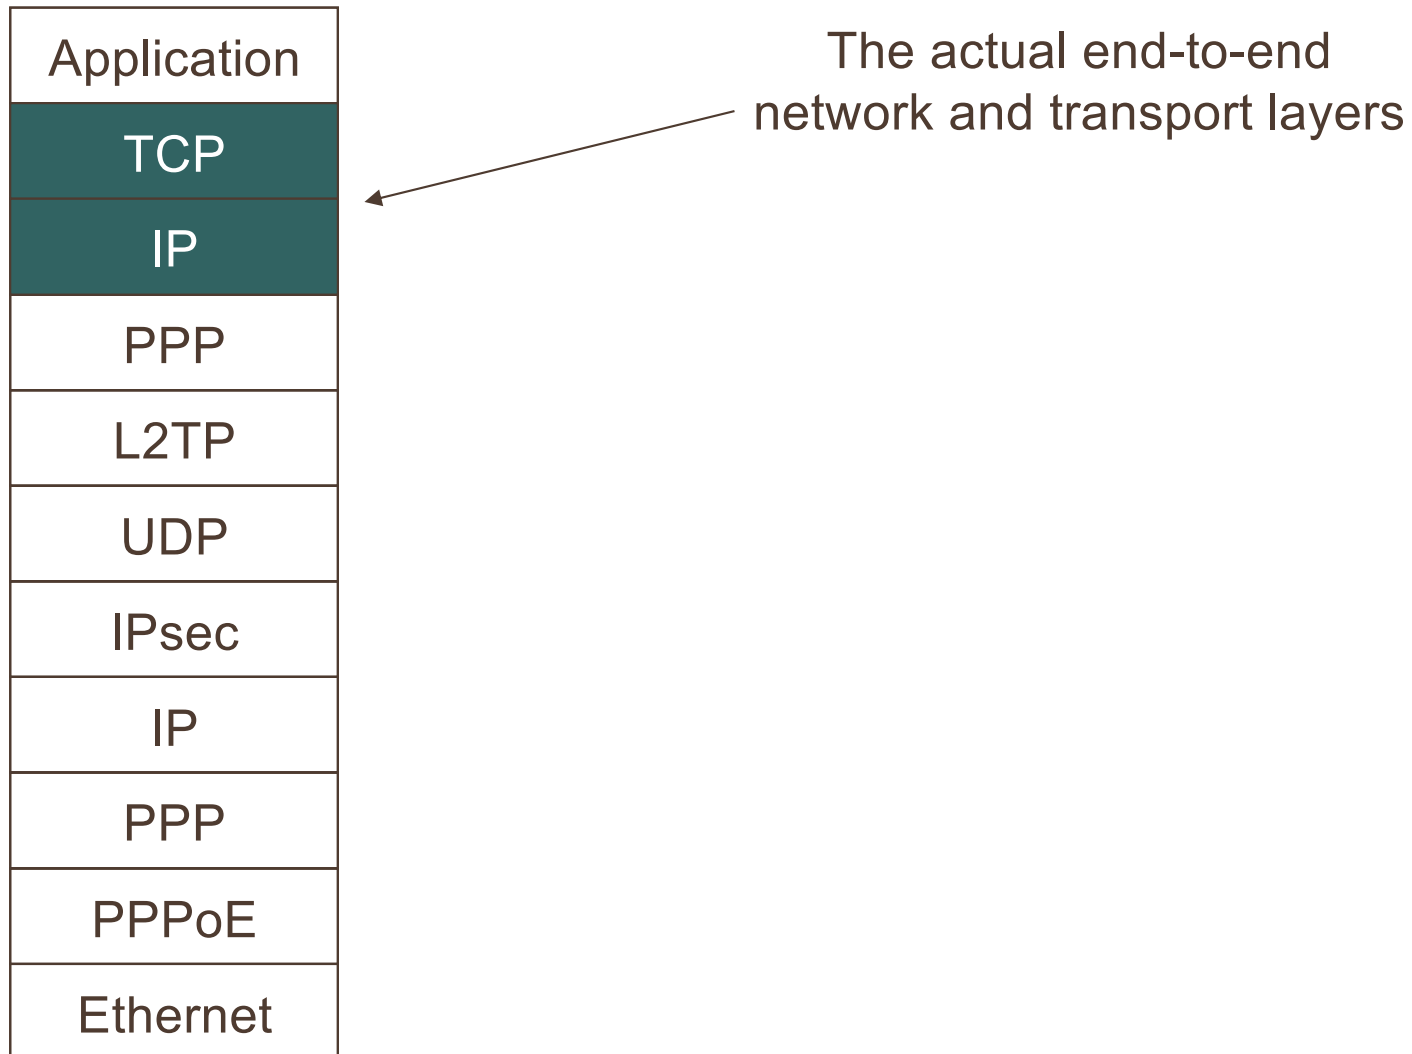 Application
TCP
IP
PPP
L2TP
UDP
IPsec
IP
PPP
PPPoE
Ethernet
The actual end-to-end
network and transport layers